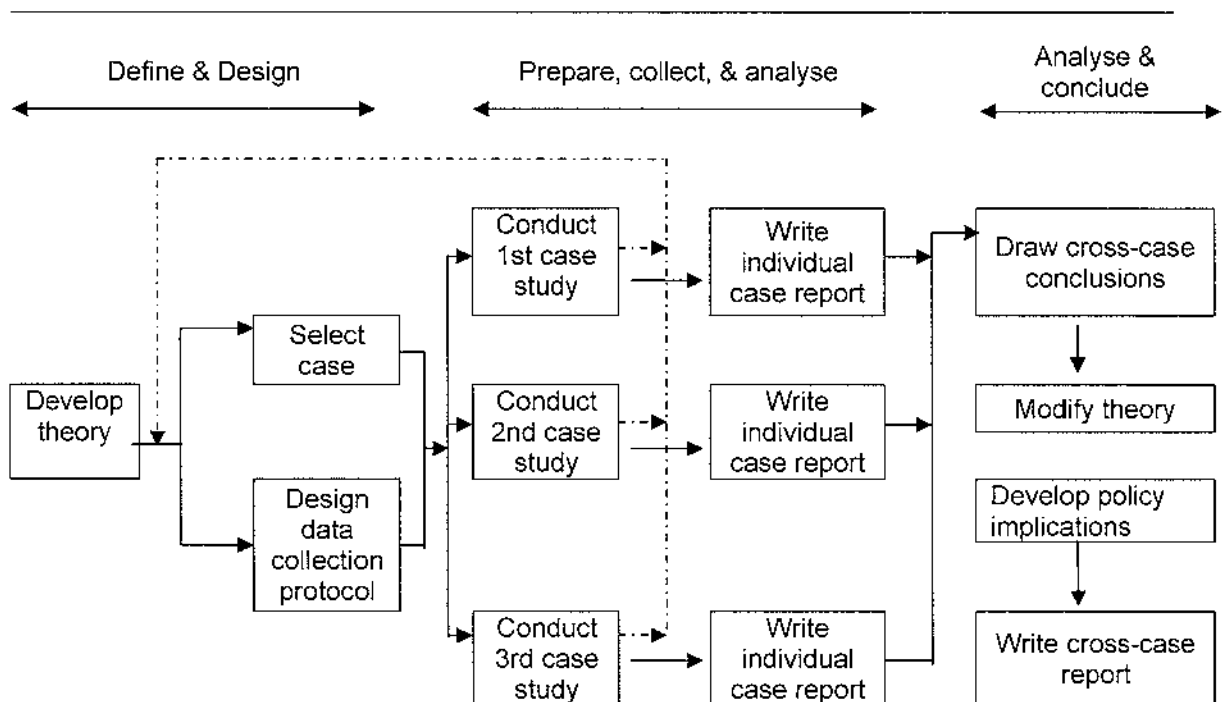 Define & Design
Prepare, collect, & analyse
Analyse &
conclude
Develop
theory
Select
case
Design
data
collection
protocol
Conduct
1st case
study
Conduct
2nd case
study
Conduct
3rd case
study
Write
individual
case report
Write
individual
case report
Write
individual
case report
Draw cross-case
conclusions
Modify theory
Develop policy
implications
Write cross-case
report